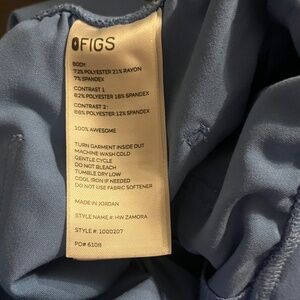 FIGS
BODY:
72% POLYESTER 21% RAYON
7% SPANDEX
CONTRAST 1:
82% POLYESTER 18% SPANDEX
CONTRAST 2:
88% POLYESTER 12% SPANDEX
100% AWESOME
TURN GARMENT INSIDE OUT
MACHINE WASH COLD
GENTLE CYCLE
DO NOT BLEACH
TUMBLE DRY LOW
COOL IRON IF NEEDED
DO NOT USE FABRIC SOFTENER
MADE IN JORDAN
STYLE NAME#: HW ZAMORA
STYLE #: 1000207
PO# 6108